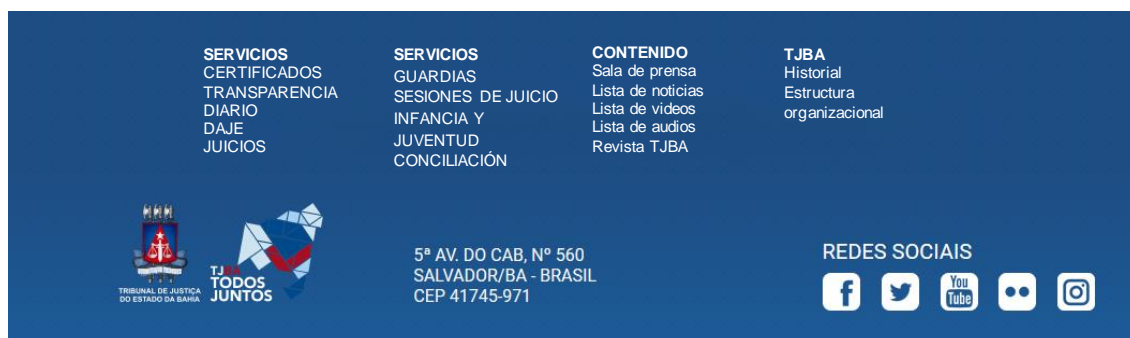 SERVICIOS
CERTIFICADOS
TRANSPARENCIA
DIARIO
DAJE
JUICIOS
SERVICIOS
GUARDIAS
SESIONES DE JUICIO
INFANCIA Y
JUVENTUD
CONCILIACIÓN
CONTENIDO
Sala de prensa
Lista de noticias
Lista de videos
Lista de audios
Revista TJBA
TJBA
Historial
Estructura
organizacional
TRIBUNAL DE JUSTIÇA
DO ESTADO DA BAHIA
TJBA
TODOS
JUNTOS
5ª AV. DO CAB, Nº 560
SALVADOR/BA - BRASIL
CEP 41745-971
REDES SOCIAIS
You
Tube